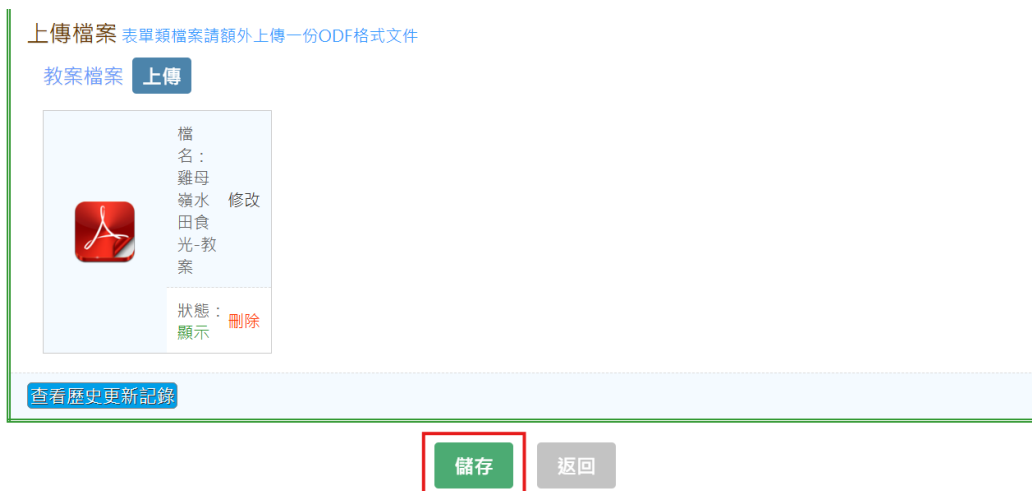 上傳檔案 表單類檔案請額外上傳一份ODF格式文件
教案檔案 上傳
檔
名：
雞母
嶺水
田食
光-教
案
修改
狀態：
顯示
刪除
查看歷史更新記錄
儲存 返回